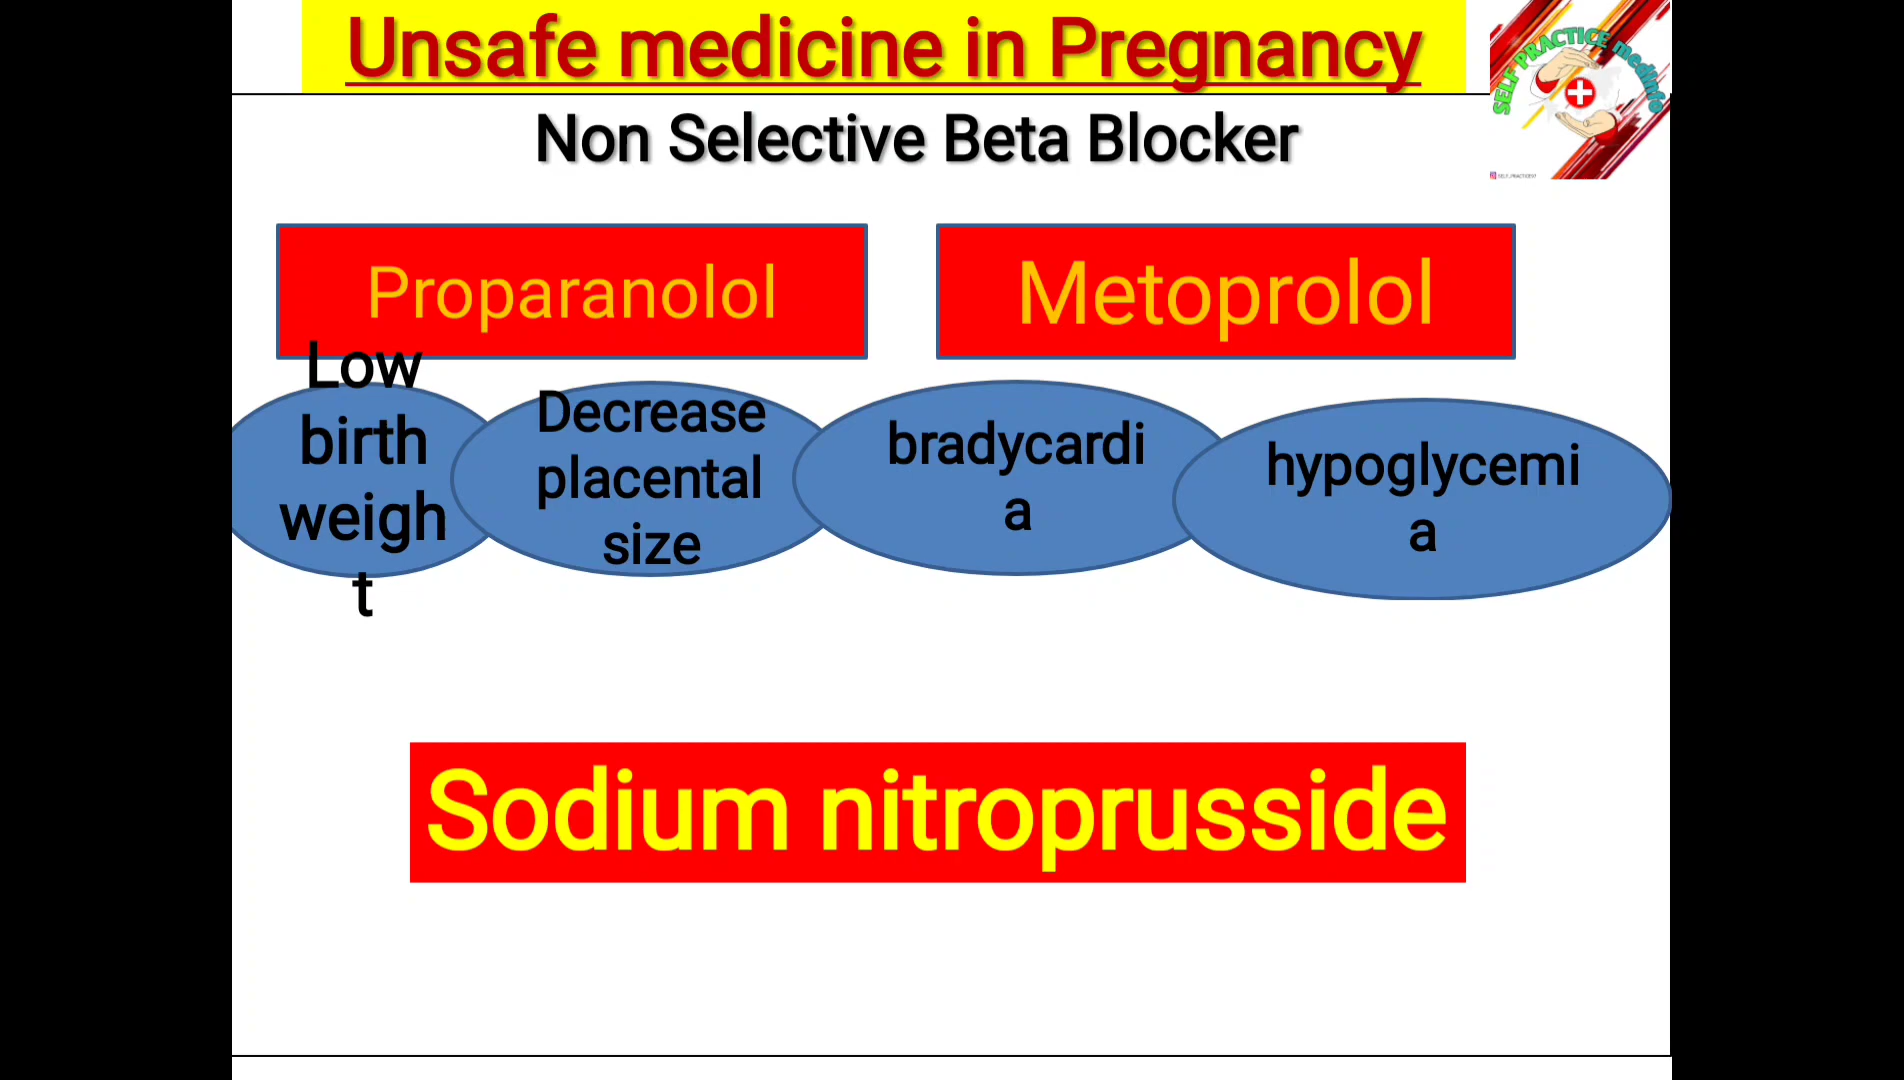 Unsafe medicine in Pregnancy
SELF PRACTICE medinfo
Non Selective Beta Blocker
Proparanolol
Metoprolol
Low
birth
weigh
t
Decrease
placental
size
bradycardi
a
hypoglycemi
a
Sodium nitroprusside